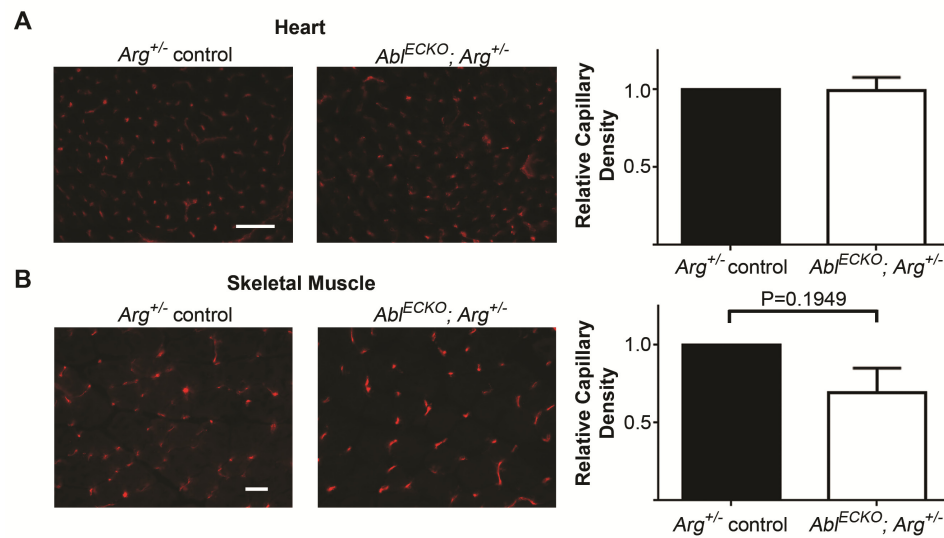 A
Heart
Arg+/- control
AblECKO; Arg+/-
Relative Capillary
Density
1.0
0.5
Arg+/- control
AblECKO; Arg+/-
B
Skeletal Muscle
Arg+/- control
AblECKO; Arg+/-
Relative Capillary
Density
P=0.1949
1.0
0.5
Arg+/- control
AblECKO; Arg+/-